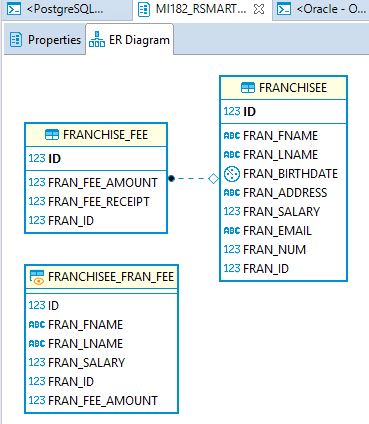 <PostgreSQL...
MI182_RSMART...
<Oracle - O...
Properties
ER Diagram
FRANCHISEE
123 ID
ABC FRAN_FNAME
ABC FRAN_LNAME
FRAN_BIRTHDATE
ABC FRAN_ADDRESS
123 FRAN_SALARY
ABC FRAN_EMAIL
123 FRAN_NUM
123 FRAN_ID
FRANCHISE_FEE
123 ID
123 FRAN_FEE_AMOUNT
123 FRAN_FEE_RECEIPT
123 FRAN_ID
FRANCHISEE_FRAN_FEE
123 ID
ABC FRAN_FNAME
ABC FRAN_LNAME
123 FRAN_SALARY
123 FRAN_ID
123 FRAN_FEE_AMOUNT